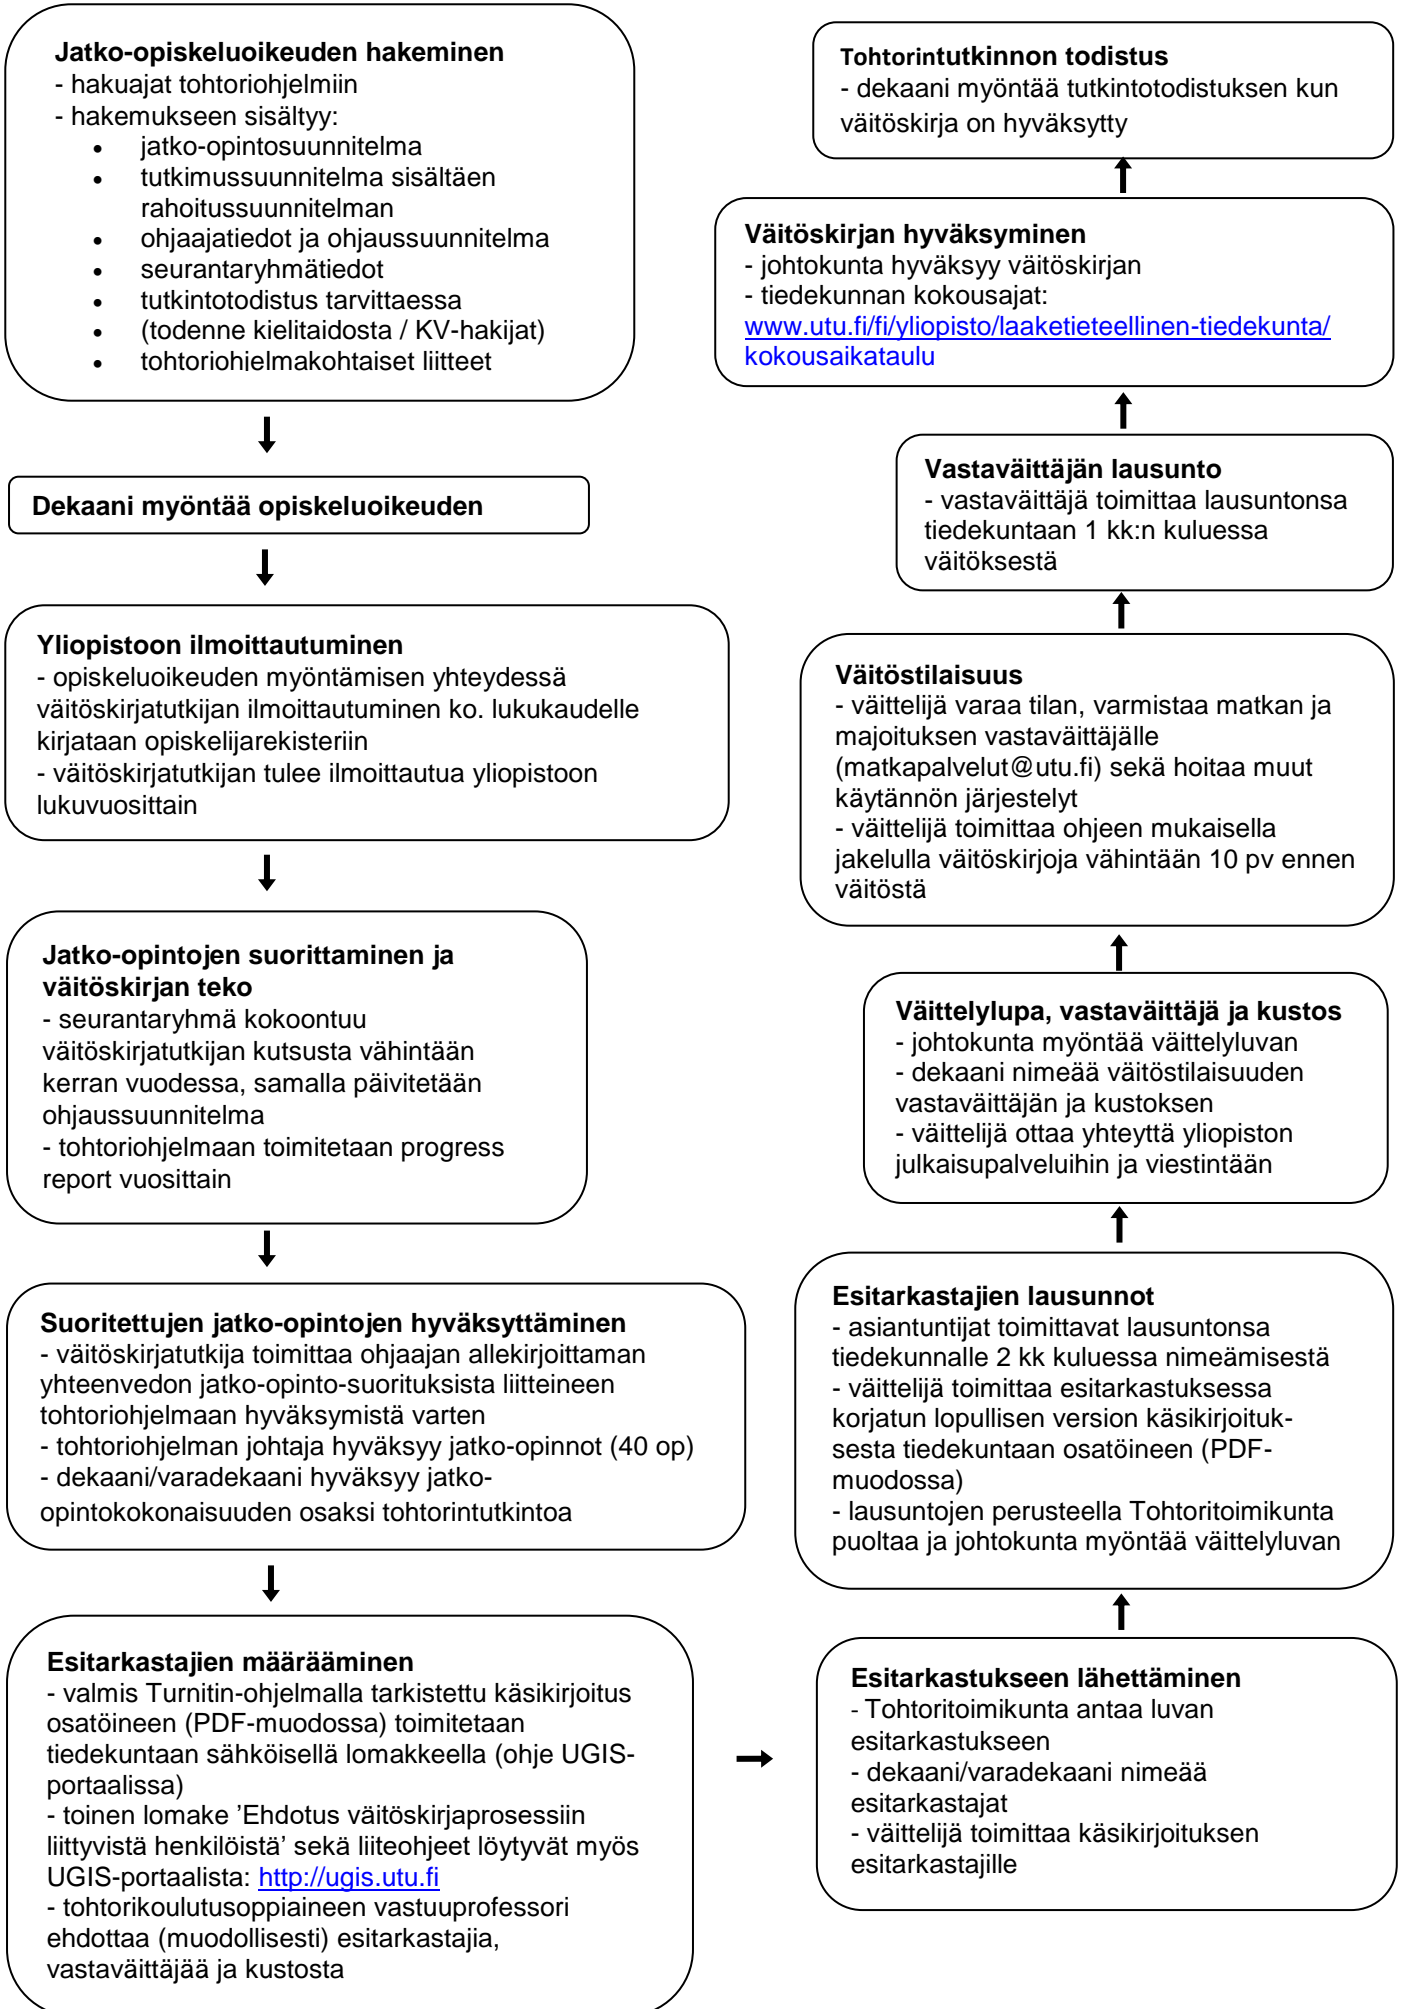 Jatko-opiskeluoikeuden hakeminen
- hakuajat tohtoriohjelmiin
- hakemukseen sisältyy:
• jatko-opintosuunnitelma
• tutkimussuunnitelma sisältäen
rahoitussuunnitelman
• ohjaajatiedot ja ohjaussuunnitelma
• seurantaryhmätiedot
• tutkintotodistus tarvittaessa
• (todenne kielitaidosta / KV-hakijat)
• tohtoriohjelmakohtaiset liitteet
Dekaani myöntää opiskeluoikeuden
Yliopistoon ilmoittautuminen
- opiskeluoikeuden myöntämisen yhteydessä
väitöskirjatutkijan ilmoittautuminen ko. lukukaudelle
kirjataan opiskelijarekisteriin
- väitöskirjatutkijan tulee ilmoittautua yliopistoon
lukuvuosittain
Jatko-opintojen suorittaminen ja
väitöskirjan teko
- seurantaryhmä kokoontuu
väitöskirjatutkijan kutsusta vähintään
kerran vuodessa, samalla päivitetään
ohjaussuunnitelma
- tohtoriohjelmaan toimitetaan progress
report vuosittain
Suoritettujen jatko-opintojen hyväksyttäminen
- väitöskirjatutkija toimittaa ohjaajan allekirjoittaman
yhteenvedon jatko-opinto-suorituksista liitteineen
tohtoriohjelmaan hyväksymistä varten
- tohtoriohjelman johtaja hyväksyy jatko-opinnot (40 op)
- dekaani/varadekaani hyväksyy jatko-
opintokokonaisuuden osaksi tohtorintutkintoa
Esitarkastajien määrääminen
- valmis Turnitin-ohjelmalla tarkistettu käsikirjoitus
osatöineen (PDF-muodossa) toimitetaan
tiedekuntaan sähköisellä lomakkeella (ohje UGIS-
portaalissa)
- toinen lomake ’Ehdotus väitöskirjaprosessiin
liittyvistä henkilöistä’ sekä liiteohjeet löytyvät myös
UGIS-portaalista: http://ugis.utu.fi
- tohtorikoulutusoppiaineen vastuuprofessori
ehdottaa (muodollisesti) esitarkastajia,
vastaväittäjää ja kustosta
Esitarkastukseen lähettäminen
- Tohtoritoimikunta antaa luvan
esitarkastukseen
- dekaani/varadekaani nimeää
esitarkastajat
- väittelijä toimittaa käsikirjoituksen
esitarkastajille
Esitarkastajien lausunnot
- asiantuntijat toimittavat lausuntonsa
tiedekunnalle 2 kk kuluessa nimeämisestä
- väittelijä toimittaa esitarkastuksessa
korjatun lopullisen version käsikirjoituk-
sesta tiedekuntaan osatöineen (PDF-
muodossa)
- lausuntojen perusteella Tohtoritoimikunta
puoltaa ja johtokunta myöntää väittelyluvan
Väittelylupa, vastaväittäjä ja kustos
- johtokunta myöntää väittelyluvan
- dekaani nimeää väitöstilaisuuden
vastaväittäjän ja kustoksen
- väittelijä ottaa yhteyttä yliopiston
julkaisupalveluihin ja viestintään
Väitöstilaisuus
- väittelijä varaa tilan, varmistaa matkan ja
majoituksen vastaväittäjälle
(matkapalvelut@utu.fi) sekä hoitaa muut
käytännön järjestelyt
- väittelijä toimittaa ohjeen mukaisella
jakelulla väitöskirjoja vähintään 10 pv ennen
väitöstä
Vastaväittäjän lausunto
- vastaväittäjä toimittaa lausuntonsa
tiedekuntaan 1 kk:n kuluessa
väitöksestä
Väitöskirjan hyväksyminen
- johtokunta hyväksyy väitöskirjan
- tiedekunnan kokousajat:
www.utu.fi/fi/yliopisto/laaketieteellinen-tiedekunta/
kokousaikataulu
Tohtorintutkinnon todistus
- dekaani myöntää tutkintotodistuksen kun
väitöskirja on hyväksytty